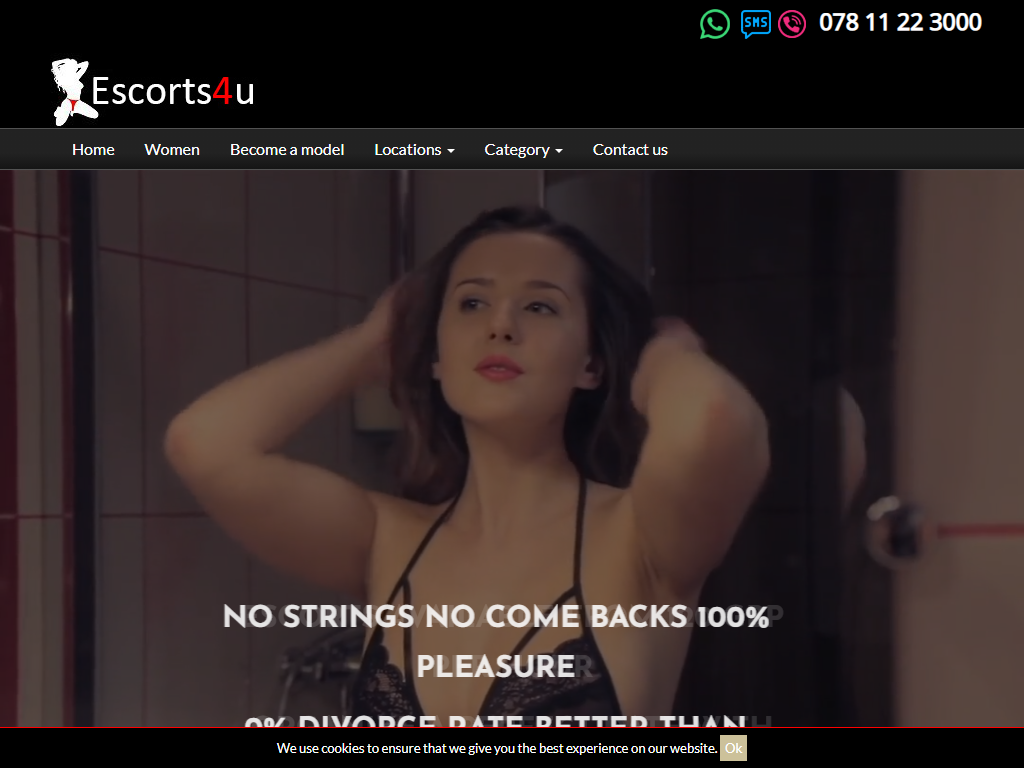 SMS 078 11 22 3000
Escorts4u
Home Women Become a model Locations Category Contact us
NO STRINGS NO COME BACKS 100%
PLEASURE
0% DIVORCE RATE BETTER THAN
We use cookies to ensure that we give you the best experience on our website. Ok